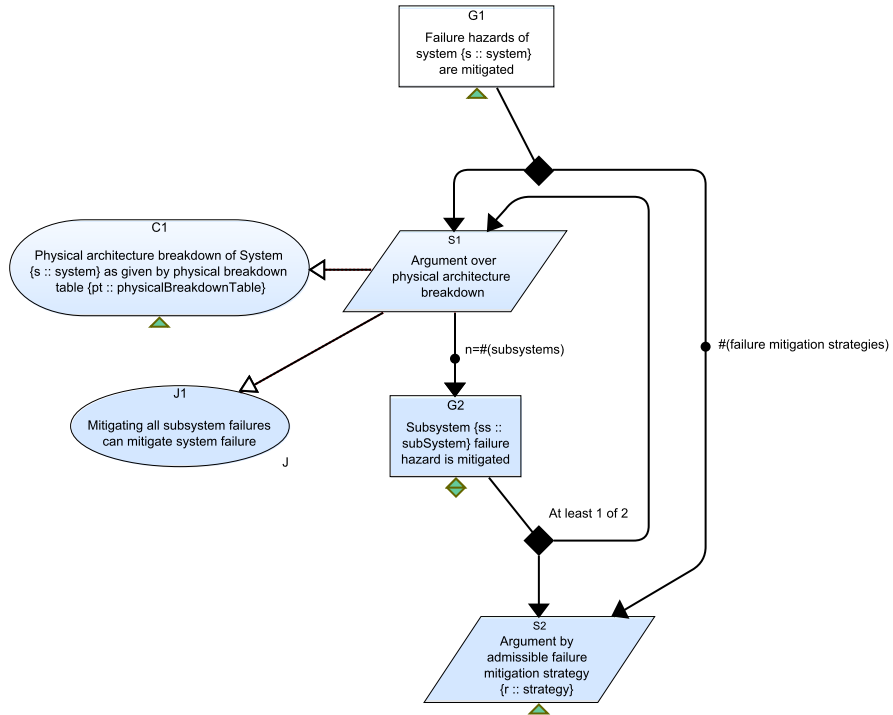 G1
Failure hazards of
system {s :: system}
are mitigated
C1
Physical architecture breakdown of System
{s :: system} as given by physical breakdown
table {pt :: physicalBreakdownTable}
S1
Argument over
physical architecture
breakdown
#(failure mitigation strategies)
n=#(subsystems)
J1
Mitigating all subsystem failures
can mitigate system failure
J
G2
Subsystem {ss ::
subSystem} failure
hazard is mitigated
At least 1 of 2
S2
Argument by
admissible failure
mitigation strategy
{r :: strategy}